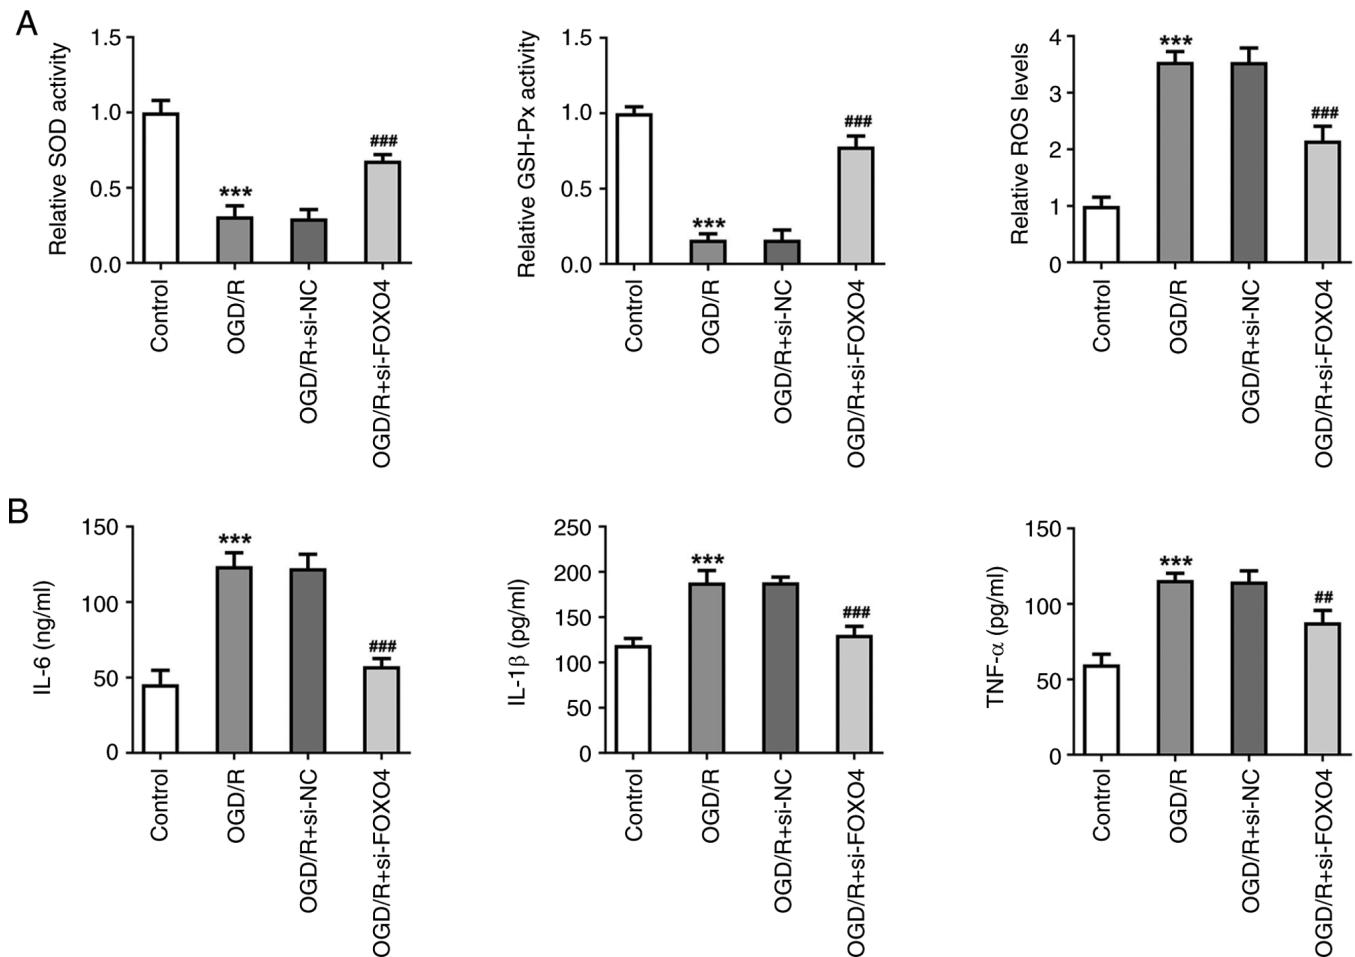 A
Relative SOD activity
1.5
1.0
0.5
0.0
***
###
Control
OGD/R
OGD/R+si-NC
OGD/R+si-FOXO4
Relative GSH-Px activity
1.5
1.0
0.5
0.0
***
###
Control
OGD/R
OGD/R+si-NC
OGD/R+si-FOXO4
Relative ROS levels
4
3
2
1
0
***
###
Control
OGD/R
OGD/R+si-NC
OGD/R+si-FOXO4
B
IL-6 (ng/ml)
150
100
50
0
***
###
Control
OGD/R
OGD/R+si-NC
OGD/R+si-FOXO4
IL-1β (pg/ml)
250
200
150
100
50
0
***
###
Control
OGD/R
OGD/R+si-NC
OGD/R+si-FOXO4
TNF-α (pg/ml)
150
100
50
0
***
##
Control
OGD/R
OGD/R+si-NC
OGD/R+si-FOXO4